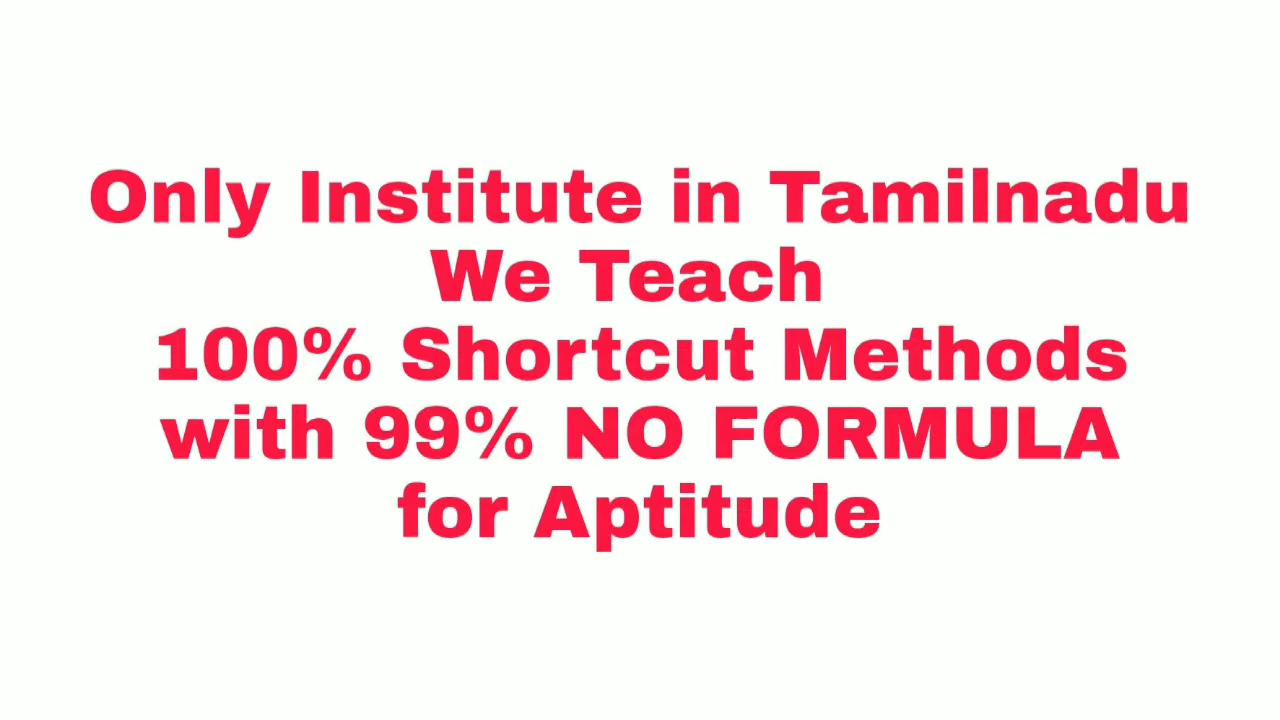 Only Institute in Tamilnadu
We Teach
100% Shortcut Methods
with 99% NO FORMULA
for Aptitude